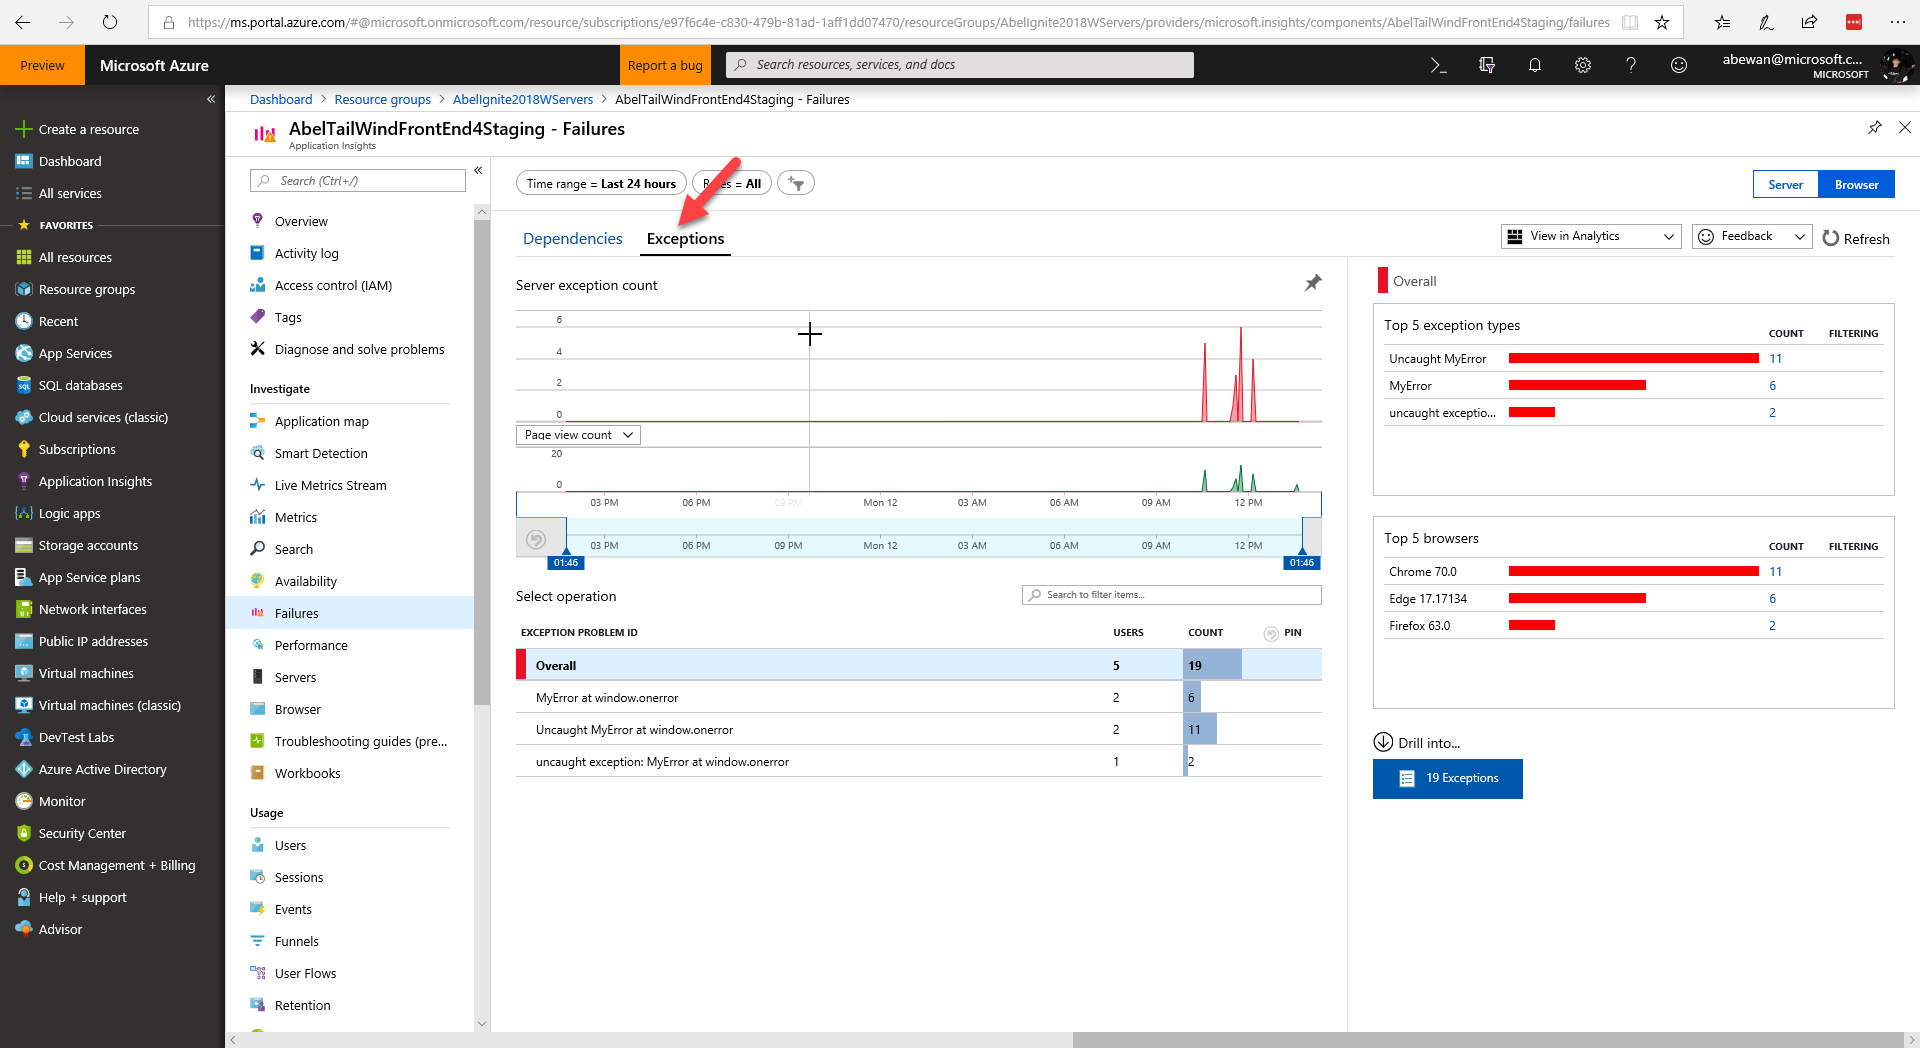 https://ms.portal.azure.com/#@microsoft.onmicrosoft.com/resource/subscriptions/e97f6c4e-c830-479b-81ad-1aff1dd07470/resourceGroups/AbelIgnite2018WServers/providers/microsoft.insights/components/AbelTailWindFrontEnd4Staging/failures
Preview
Microsoft Azure
Report a bug
Search resources, services, and docs
abewan@microsoft.c...
MICROSOFT
Dashboard > Resource groups > AbelIgnite2018WServers > AbelTailWindFrontEnd4Staging - Failures
AbelTailWindFrontEnd4Staging - Failures
Application Insights
Create a resource
Dashboard
All services
FAVORITES
All resources
Resource groups
Recent
App Services
SQL databases
Cloud services (classic)
Subscriptions
Application Insights
Logic apps
Storage accounts
App Service plans
Network interfaces
Public IP addresses
Virtual machines
Virtual machines (classic)
DevTest Labs
Azure Active Directory
Monitor
Security Center
Cost Management + Billing
Help + support
Advisor
Search (Ctrl+/)
Overview
Activity log
Access control (IAM)
Tags
Diagnose and solve problems
Investigate
Application map
Smart Detection
Live Metrics Stream
Metrics
Search
Availability
Failures
Performance
Servers
Browser
Troubleshooting guides (pre...
Workbooks
Usage
Users
Sessions
Events
Funnels
User Flows
Retention
Time range = Last 24 hours
= All
Server Browser
Dependencies Exceptions
View in Analytics
Feedback
Refresh
Server exception count
6
4
2
0
Page view count
20
0
03 PM 06 PM 09 PM Mon 12 03 AM 06 AM 09 AM 12 PM
03 PM 06 PM 09 PM Mon 12 03 AM 06 AM 09 AM 12 PM
01:46 01:46
Select operation
Search to filter items...
EXCEPTION PROBLEM ID USERS COUNT PIN
Overall 5 19
MyError at window.onerror 2 6
Uncaught MyError at window.onerror 2 11
uncaught exception: MyError at window.onerror 1 2
Overall
Top 5 exception types
COUNT FILTERING
Uncaught MyError 11
MyError 6
uncaught exceptio... 2
Top 5 browsers
COUNT FILTERING
Chrome 70.0 11
Edge 17.17134 6
Firefox 63.0 2
Drill into...
19 Exceptions